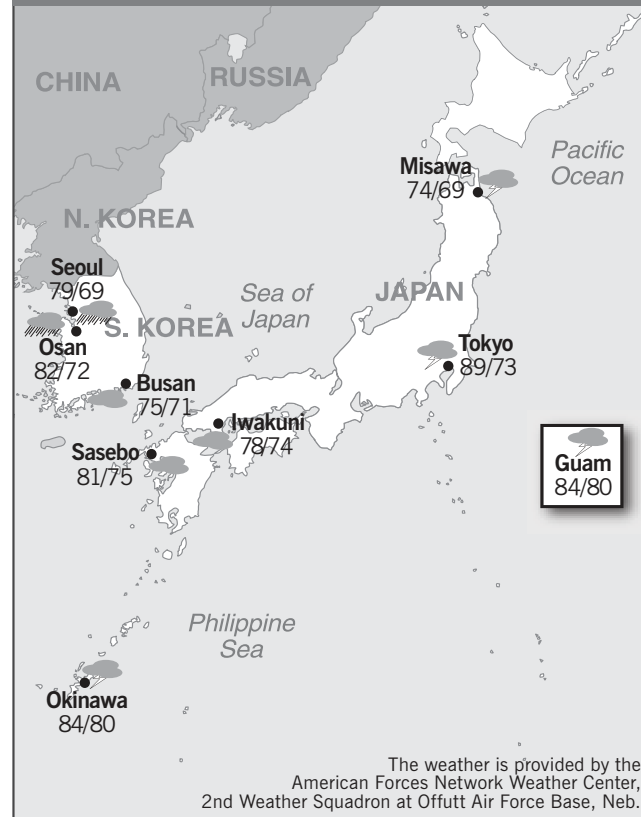 CHINA
RUSSIA
Pacific
Ocean
Misawa
74/69
N. KOREA
Seoul
79/69
Sea of
Japan
JAPAN
S. KOREA
Osan
82/72
Tokyo
89/73
Busan
75/71
Iwakuni
78/74
Sasebo
81/75
Guam
84/80
Philippine
Sea
Okinawa
84/80
The weather is provided by the
American Forces Network Weather Center,
2nd Weather Squadron at Offutt Air Force Base, Neb.